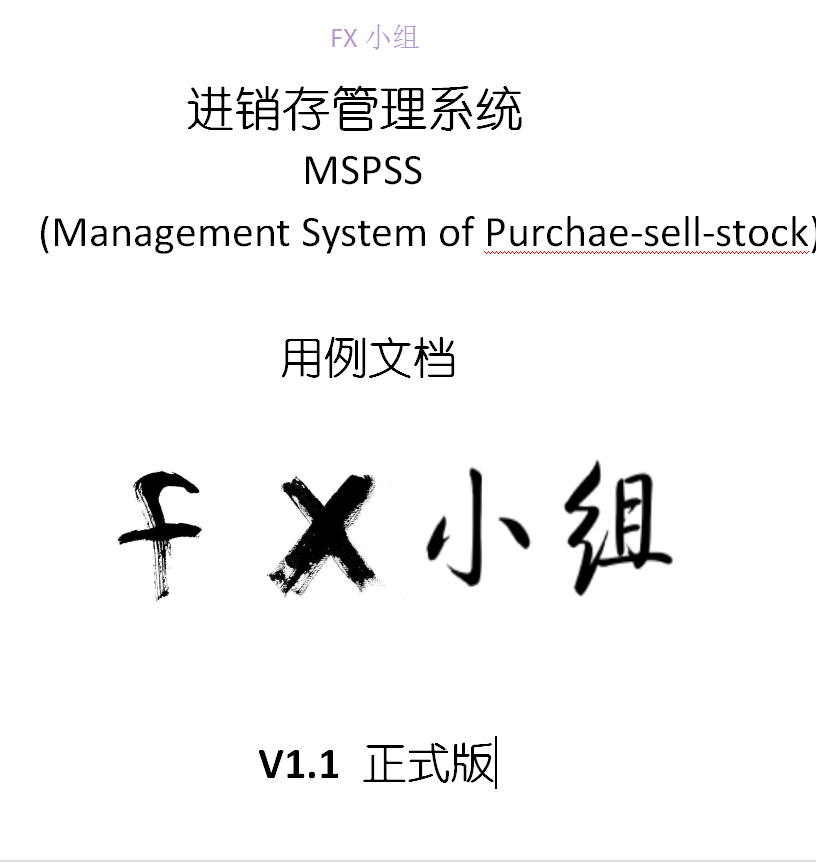 FX 小组
进销存管理系统
MSPSS
(Management System of Purchae-sell-stock)
用例文档
f X 小组
V1.1 正式版